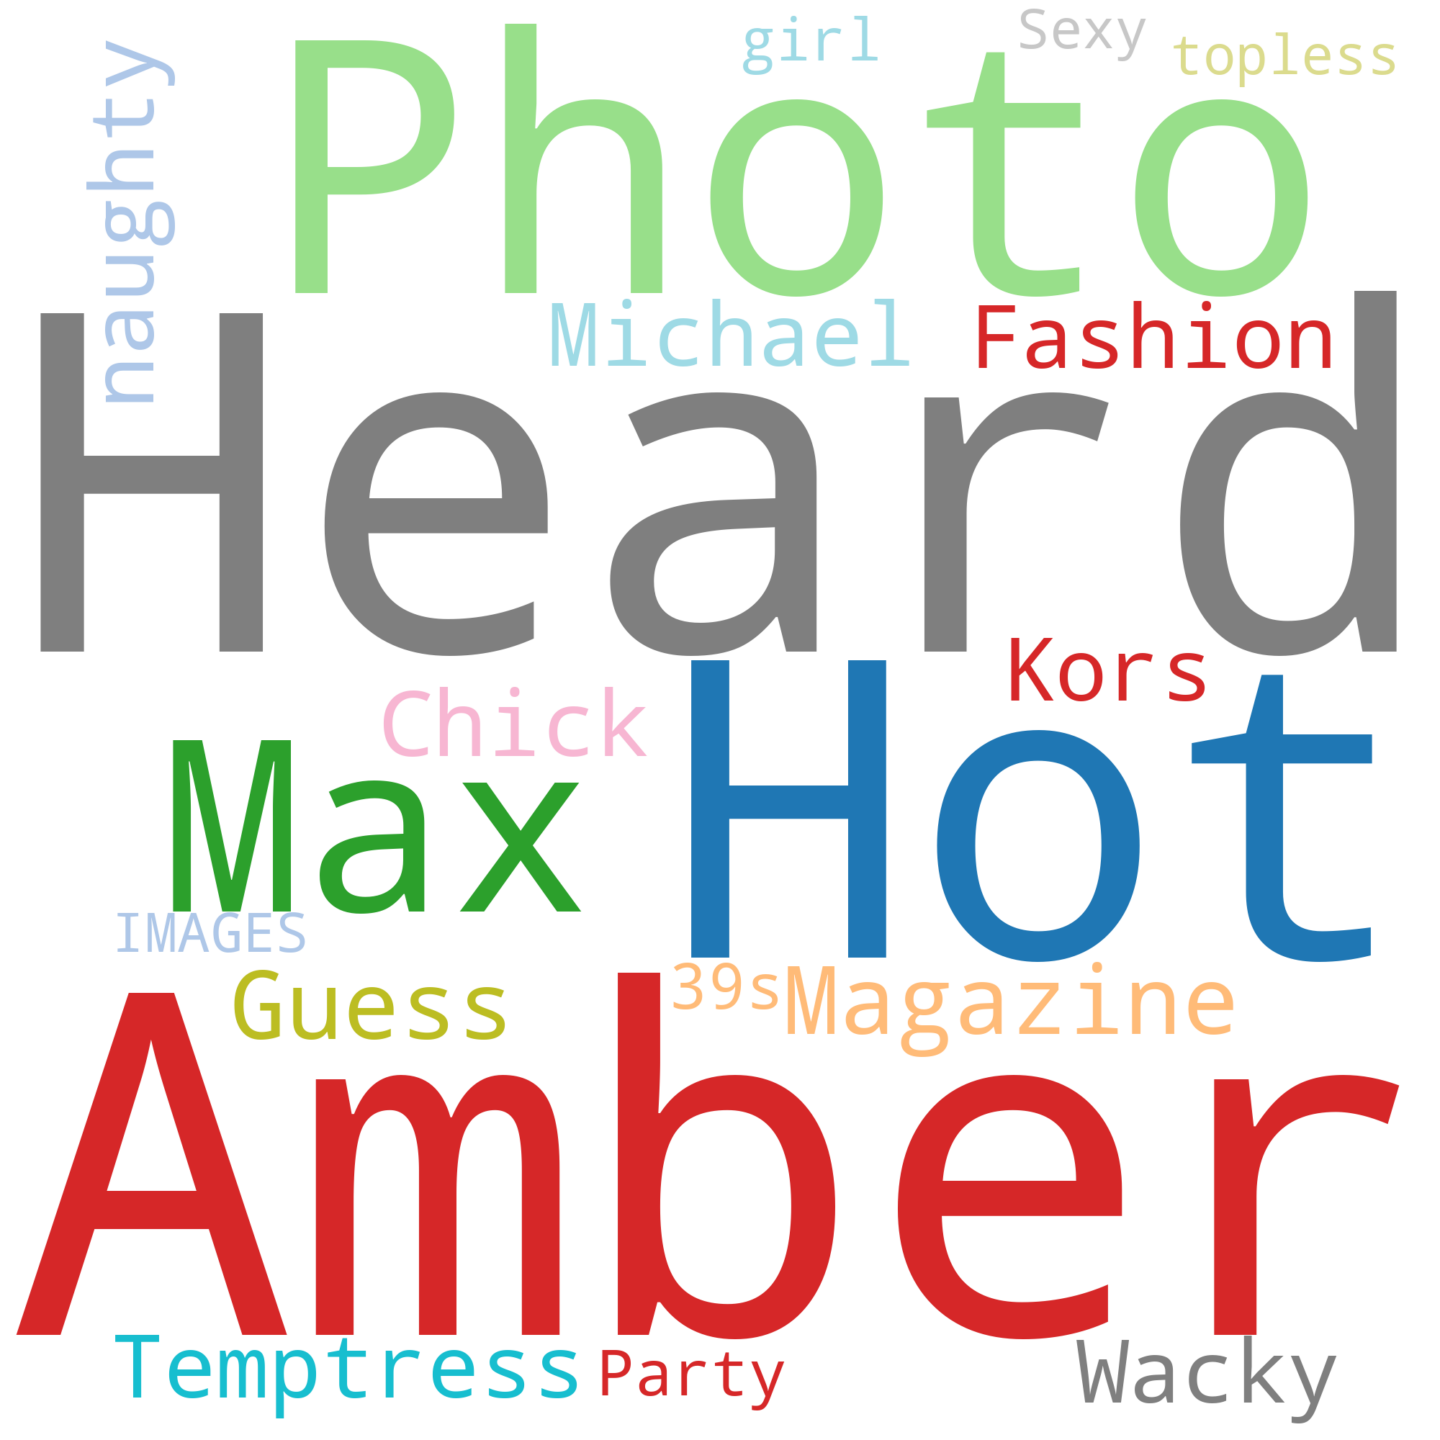 girl
Sexy
topless
naughty
Photo
Michael
Fashion
Heard
Kors
Chick
Hot
Max
IMAGES
Guess
39s
Magazine
Amber
Temptress
Party
Wacky